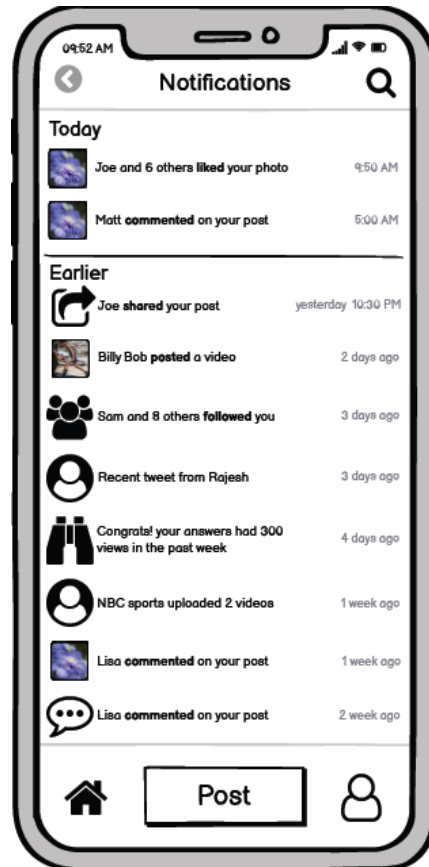 09:52 AM
Notifications
Today
Joe and 6 others liked your photo 9:50 AM
Matt commented on your post 5:00 AM
Earlier
Joe shared your post yesterday 10:30 PM
Billy Bob posted a video 2 days ago
Sam and 8 others followed you 3 days ago
Recent tweet from Rajesh 3 days ago
Congrats! your answers had 300
views in the past week 4 days ago
NBC sports uploaded 2 videos 1 week ago
Lisa commented on your post 1 week ago
Lisa commented on your post 2 week ago
Post